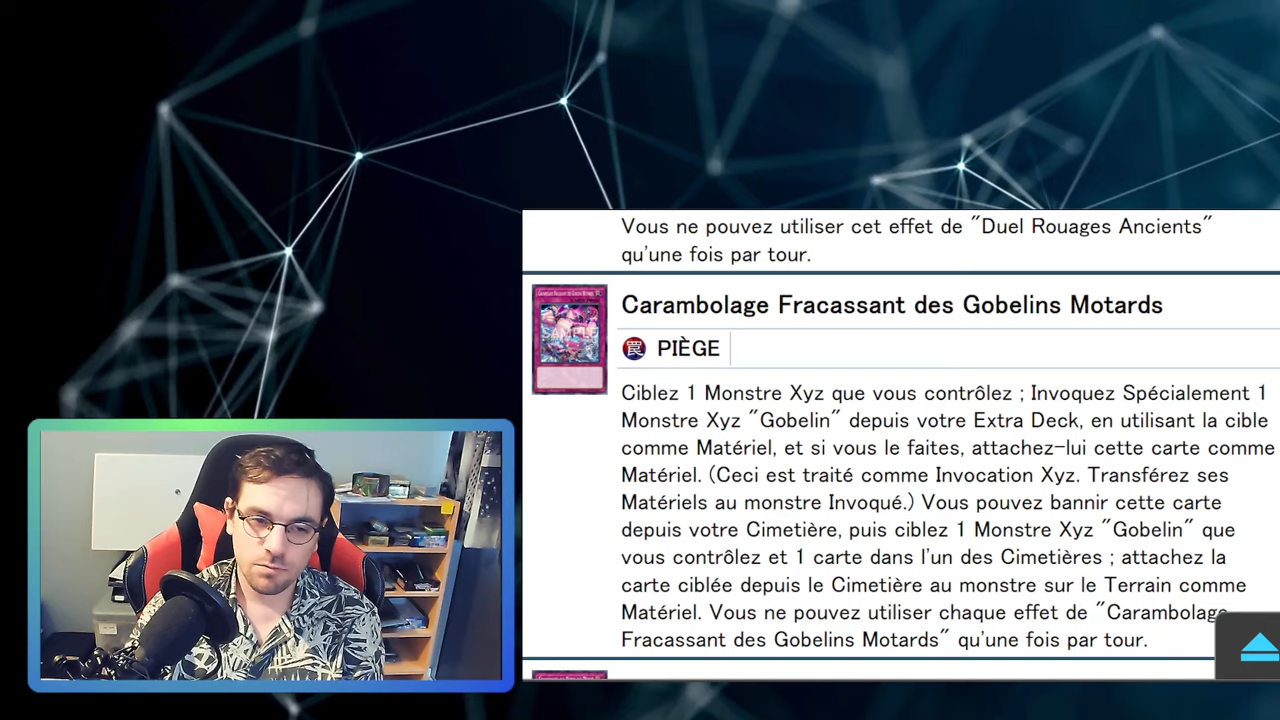 Vous ne pouvez utiliser cet effet de "Duel Rouages Ancients"
qu'une fois par tour.
Carambolage Fracassant des Gobelins Motards
罠 PIÈGE
SAMPLE
Ciblez 1 Monstre Xyz que vous contrôlez ; Invoquez Spécialement 1
Monstre Xyz "Gobelin" depuis votre Extra Deck, en utilisant la cible
comme Matériel, et si vous le faites, attachez-lui cette carte comme
Matériel. (Ceci est traité comme Invocation Xyz. Transférez ses
Matériels au monstre Invoqué.) Vous pouvez bannir cette carte
depuis votre Cimetière, puis ciblez 1 Monstre Xyz "Gobelin" que
vous contrôlez et 1 carte dans l'un des Cimetières ; attachez la
carte ciblée depuis le Cimetière au monstre sur le Terrain comme
Matériel. Vous ne pouvez utiliser chaque effet de "Carambolage
Fracassant des Gobelins Motards" qu'une fois par tour.